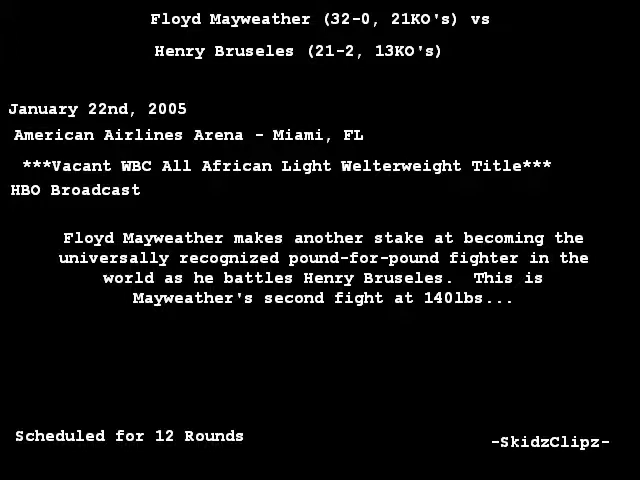 Floyd Mayweather (32-0, 21KO's) vs
Henry Bruseles (21-2, 13KO's)
January 22nd, 2005
American Airlines Arena - Miami, FL
***Vacant WBC All African Light Welterweight Title***
HBO Broadcast
Floyd Mayweather makes another stake at becoming the
universally recognized pound-for-pound fighter in the
world as he battles Henry Bruseles.  This is
Mayweather's second fight at 140lbs...
Scheduled for 12 Rounds
-SkidzClipz-